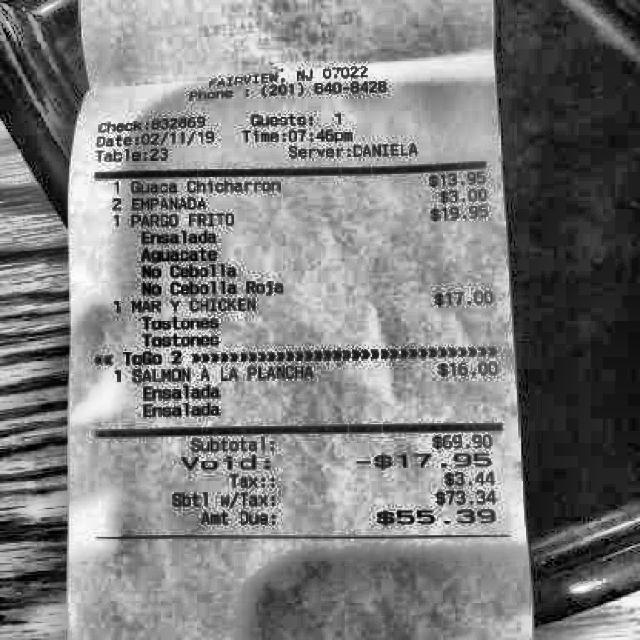 FAIRVIEW, NJ 07022
Phone : (201) 840-8428
Check:832869 Guests: 1
Date:02/11/19 Time:07:46pm
Table:23 Server:DANIELA
1 Guaca Chicharron $13.95
2 EMPANADA $3.00
1 PARGO FRITO $19.95
Ensalada
Aguacate
No Cebolla
No Cebolla Roja
1 MAR Y CHICKEN $17.00
Tostones
Tostones
«« ToGo 2 »»»»»»»»»»»»»»»»»»»»»»»»»»»»
1 SALMON A LA PLANCHA $16.00
Ensalada
Ensalada
Subtotal: $69.90
Void: -$17.95
Tax:: $3.44
Sbtl w/Tax: $73.34
Amt Due: $55.39